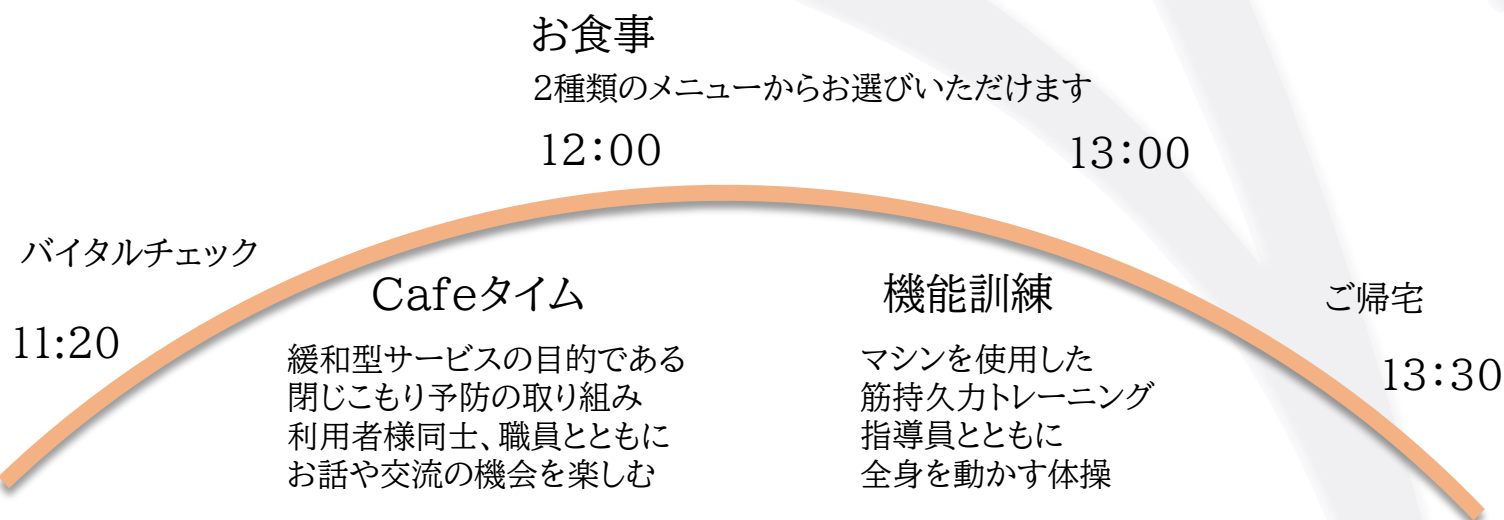 お食事
2種類のメニューからお選びいただけます
12：00
13：00
バイタルチェック
11:20
Cafeタイム
緩和型サービスの目的である
閉じこもり予防の取り組み
利用者様同士、職員とともに
お話や交流の機会を楽しむ
機能訓練
マシンを使用した
筋持久力トレーニング
指導員とともに
全身を動かす体操
ご帰宅
13：30